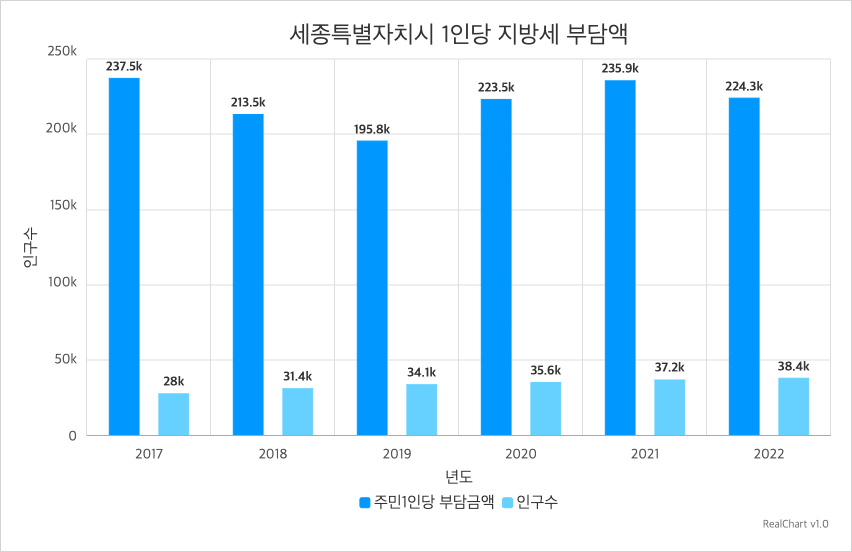 세종특별자치시 1인당 지방세 부담액
250k
200k
150k
100k
50k
0
인구수
237.5k
213.5k
195.8k
223.5k
235.9k
224.3k
28k
31.4k
34.1k
35.6k
37.2k
38.4k
2017 2018 2019 2020 2021 2022
년도
주민1인당 부담금액 인구수
RealChart v1.0